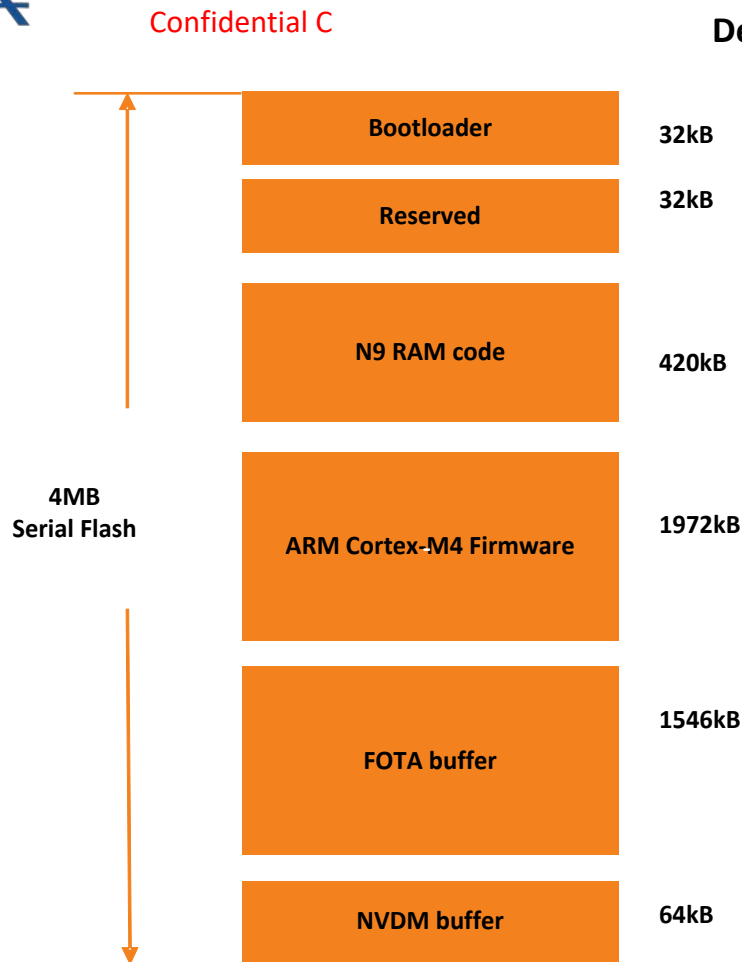 Confidential C
Bootloader
32kB
Reserved
32kB
N9 RAM code
420kB
4MB
Serial Flash
ARM Cortex-M4 Firmware
1972kB
FOTA buffer
1546kB
NVDM buffer
64kB